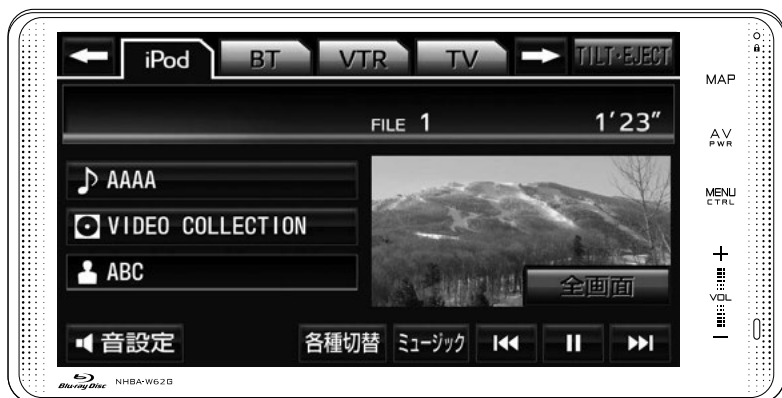 iPod BT VTR TV TILT·EJECT
FILE 1 1'23"
AAAA
VIDEO COLLECTION
ABC
全画面
音設定 各種切替 ミュージック
MAP
AV
PWR
MENU
CTRL
VOL
Blu-ray Disc NHBA-W62G